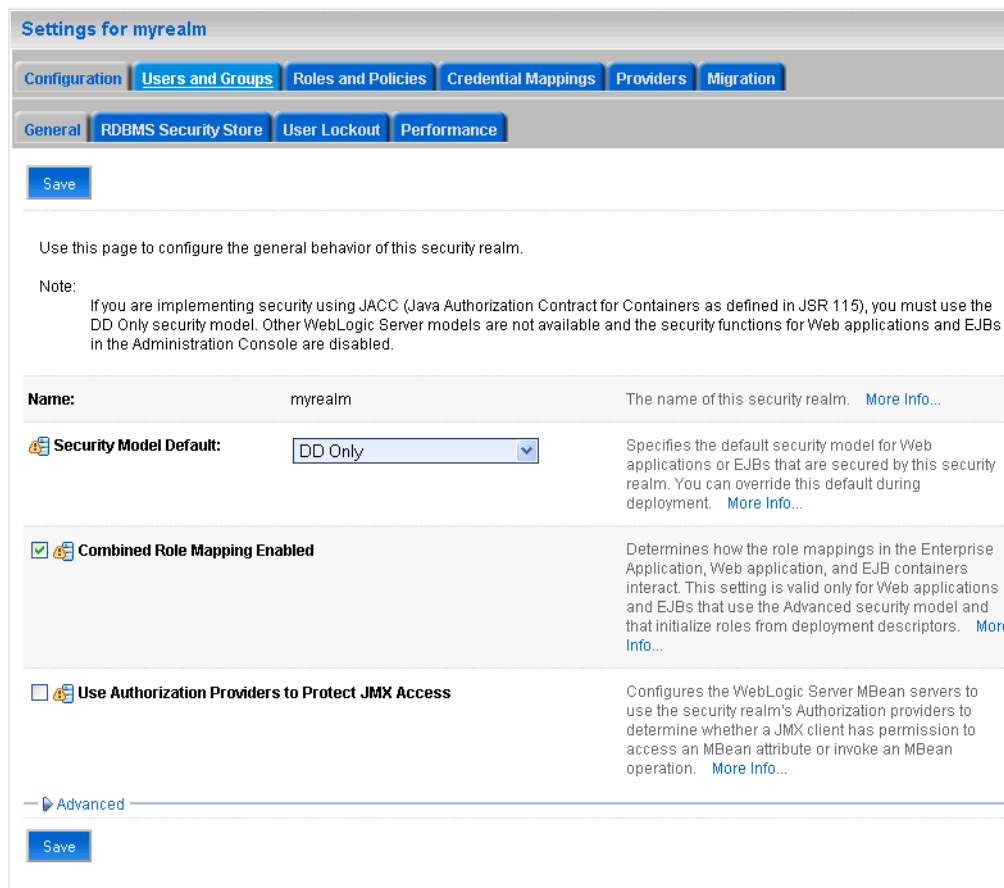 Settings for myrealm
Configuration Users and Groups Roles and Policies Credential Mappings Providers Migration
General RDBMS Security Store User Lockout Performance
Save
Use this page to configure the general behavior of this security realm.
Note:
If you are implementing security using JACC (Java Authorization Contract for Containers as defined in JSR 115), you must use the
DD Only security model. Other WebLogic Server models are not available and the security functions for Web applications and EJBs
in the Administration Console are disabled.
Name: myrealm The name of this security realm. More Info...
Security Model Default: DD Only Specifies the default security model for Web
applications or EJBs that are secured by this security
realm. You can override this default during
deployment. More Info...
Combined Role Mapping Enabled Determines how the role mappings in the Enterprise
Application, Web application, and EJB containers
interact. This setting is valid only for Web applications
and EJBs that use the Advanced security model and
that initialize roles from deployment descriptors. More
Info...
Use Authorization Providers to Protect JMX Access Configures the WebLogic Server MBean servers to
use the security realm's Authorization providers to
determine whether a JMX client has permission to
access an MBean attribute or invoke an MBean
operation. More Info...
Advanced
Save